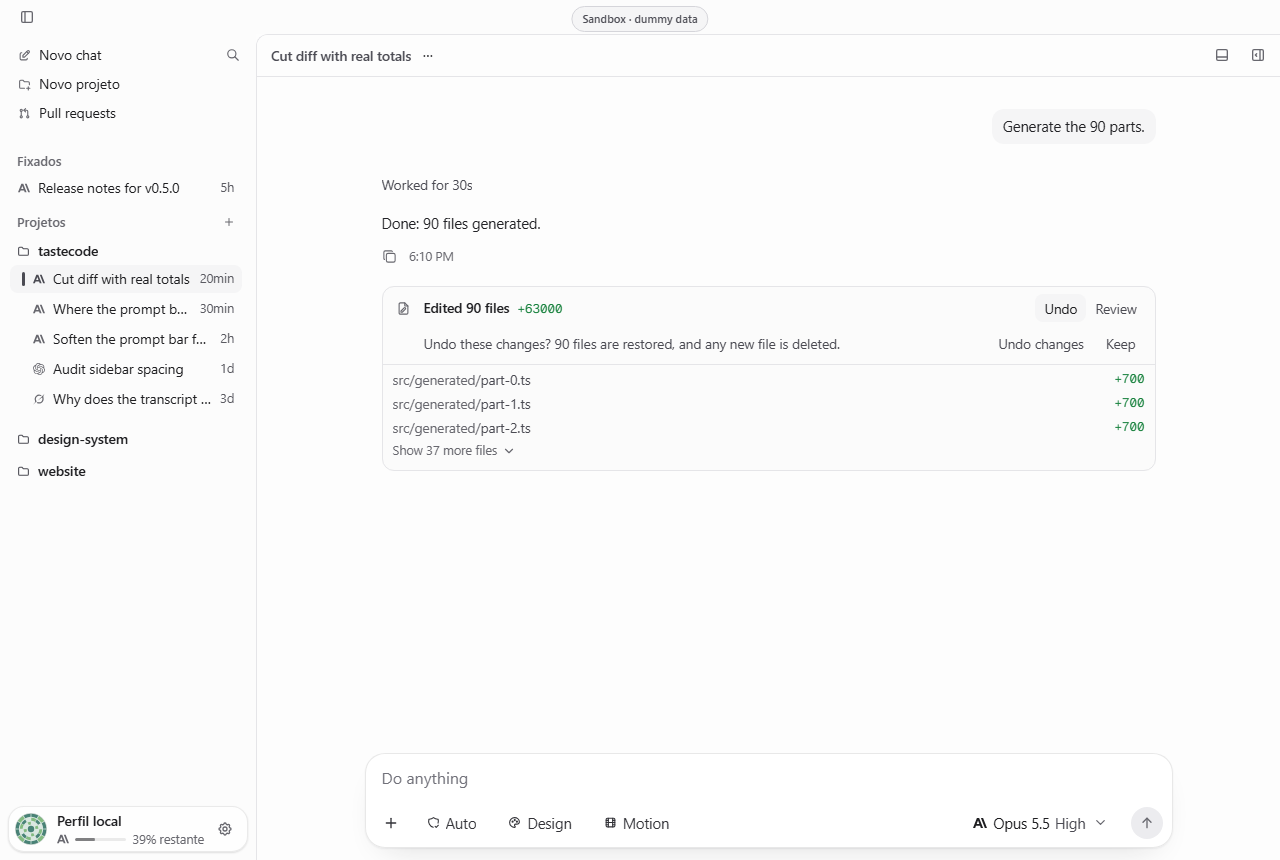 Sandbox · dummy data
Novo chat
Novo projeto
Pull requests
Fixados
Release notes for v0.5.0 5h
Projetos
tastecode
Cut diff with real totals 20min
Where the prompt b... 30min
Soften the prompt bar f... 2h
Audit sidebar spacing 1d
Why does the transcript ... 3d
design-system
website
Perfil local
39% restante
Cut diff with real totals ...
Generate the 90 parts.
Worked for 30s
Done: 90 files generated.
6:10 PM
Edited 90 files +63000 Undo Review
Undo these changes? 90 files are restored, and any new file is deleted. Undo changes Keep
src/generated/part-0.ts +700
src/generated/part-1.ts +700
src/generated/part-2.ts +700
Show 37 more files
Do anything
Auto Design Motion Opus 5.5 High